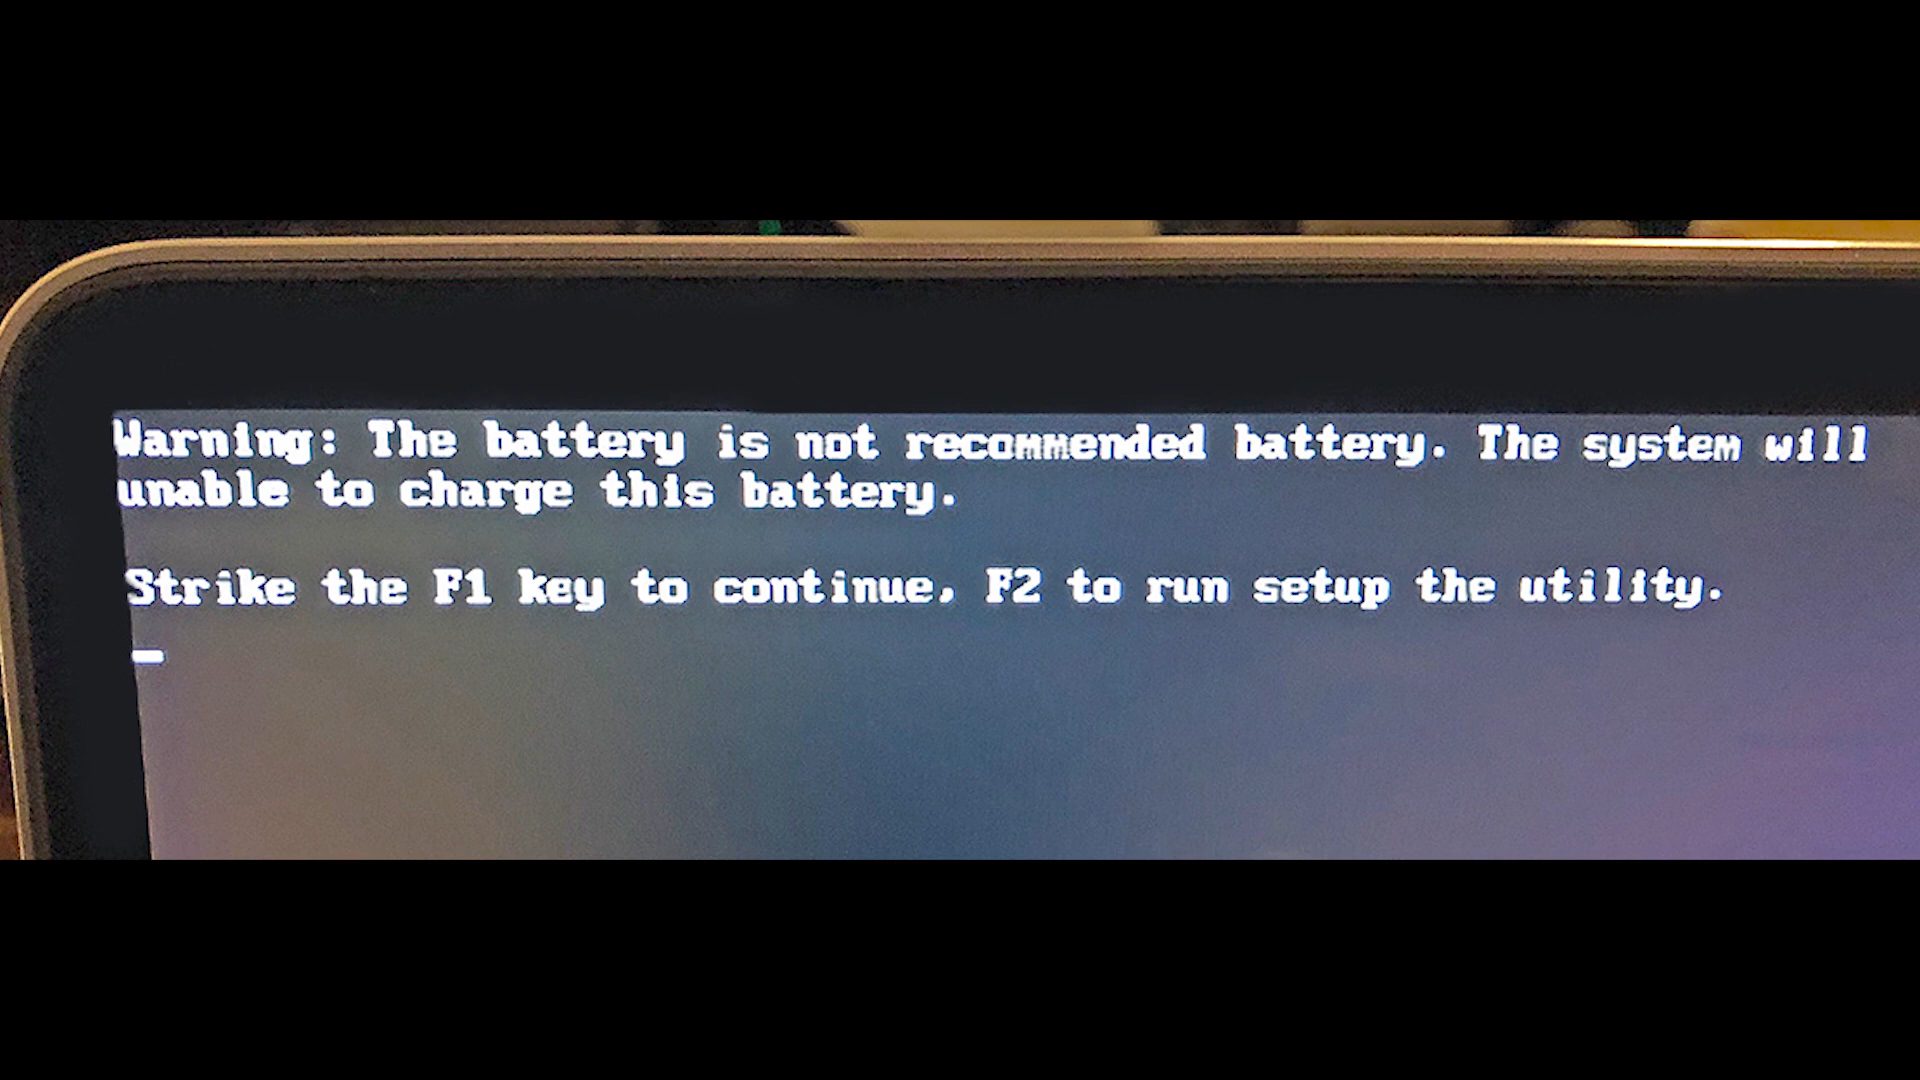 Warning: The battery is not recommended battery. The system will
unable to charge this battery.
Strike the F1 key to continue, F2 to run setup the utility.